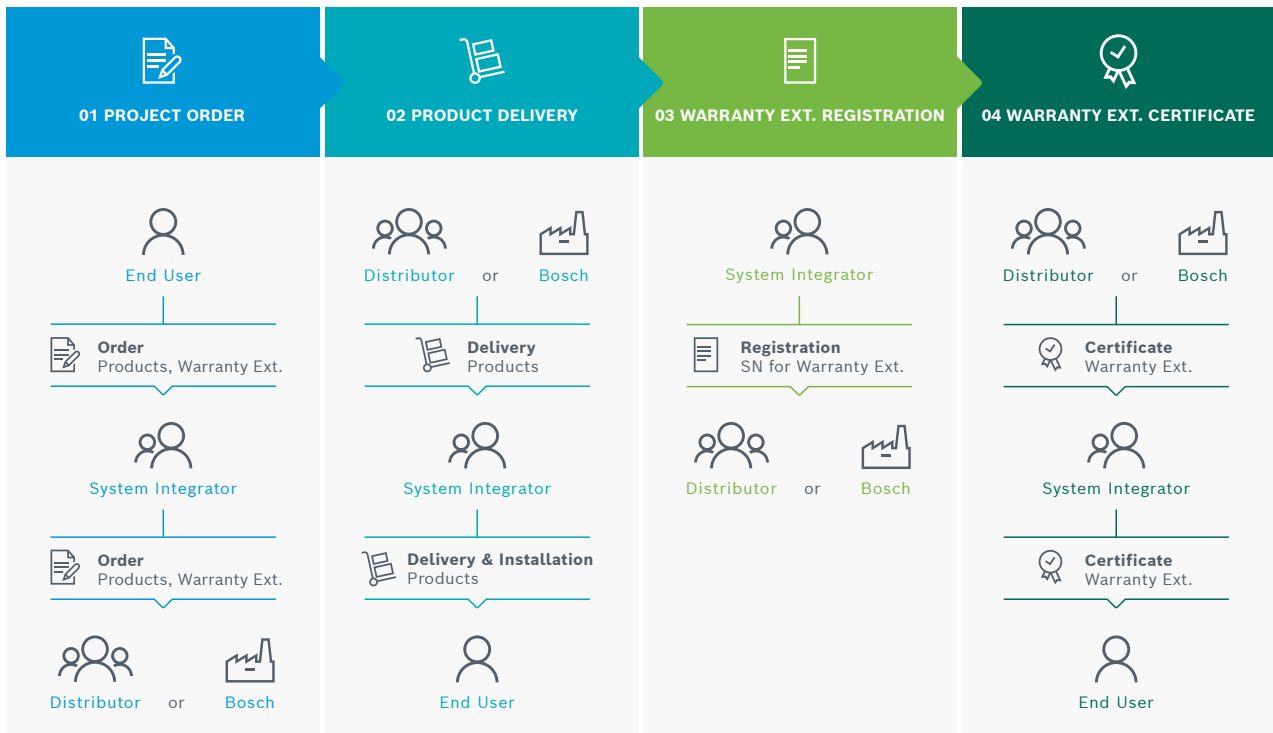 01 PROJECT ORDER
End User
Order
Products, Warranty Ext.
System Integrator
Order
Products, Warranty Ext.
Distributor or Bosch
02 PRODUCT DELIVERY
Distributor or Bosch
Delivery
Products
System Integrator
Delivery & Installation
Products
End User
03 WARRANTY EXT. REGISTRATION
System Integrator
Registration
SN for Warranty Ext.
Distributor or Bosch
04 WARRANTY EXT. CERTIFICATE
Distributor or Bosch
Certificate
Warranty Ext.
System Integrator
Certificate
Warranty Ext.
End User